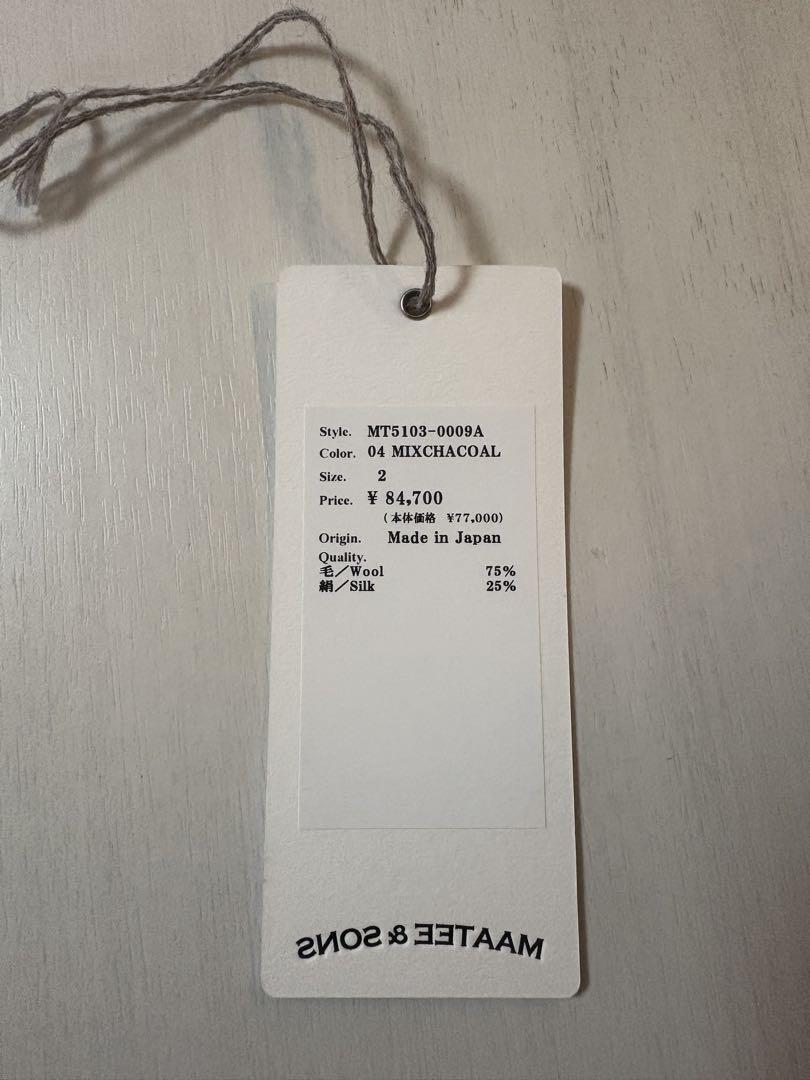 Style. MT5103-0009A
Color. 04 MIXCHACOAL
Size. 2
Price. ¥ 84,700
(本体価格 ¥77,000)
Origin. Made in Japan
Quality.
毛／Wool 75%
絹／Silk 25%
MAATEE & SONS